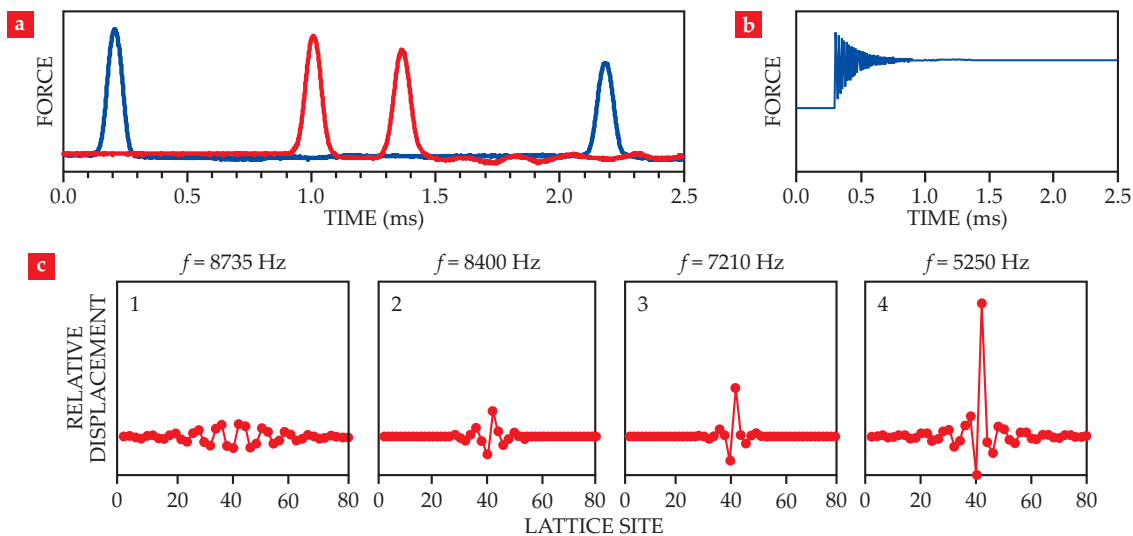 a
FORCE
0.0 0.5 1.0 1.5 2.0 2.5
TIME (ms)
b
FORCE
0.0 0.5 1.0 1.5 2.0 2.5
TIME (ms)
c
RELATIVE
DISPLACEMENT
f = 8735 Hz
1
0 20 40 60 80
f = 8400 Hz
2
0 20 40 60 80
f = 7210 Hz
3
0 20 40 60 80
f = 5250 Hz
4
0 20 40 60 80
LATTICE SITE